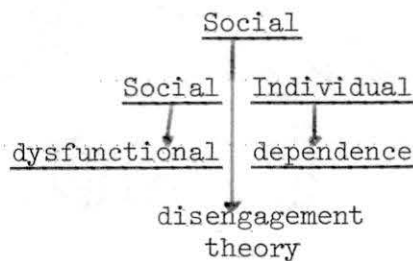 Social
Social Individual
dysfunctional dependence
disengagement
theory